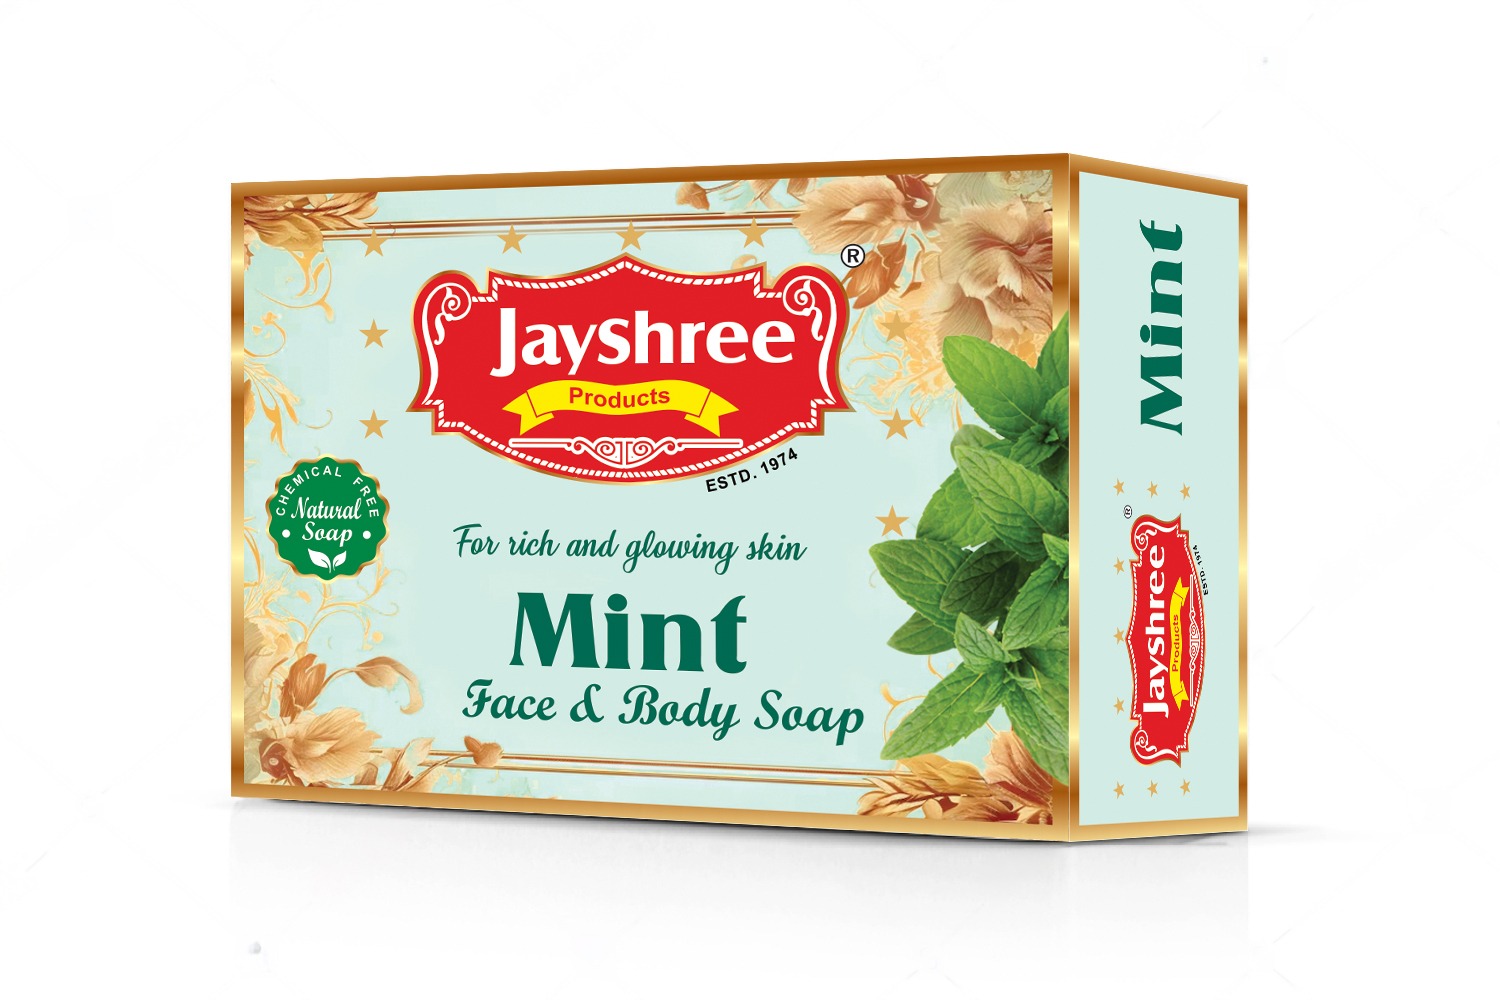 Jayshree
®
Products
ESTD. 1974
CHEMICAL FREE
Natural
Soap
For rich and glowing skin
Mint
Face & Body Soap
Mint
®
Jayshree
Products
ESTD. 1974